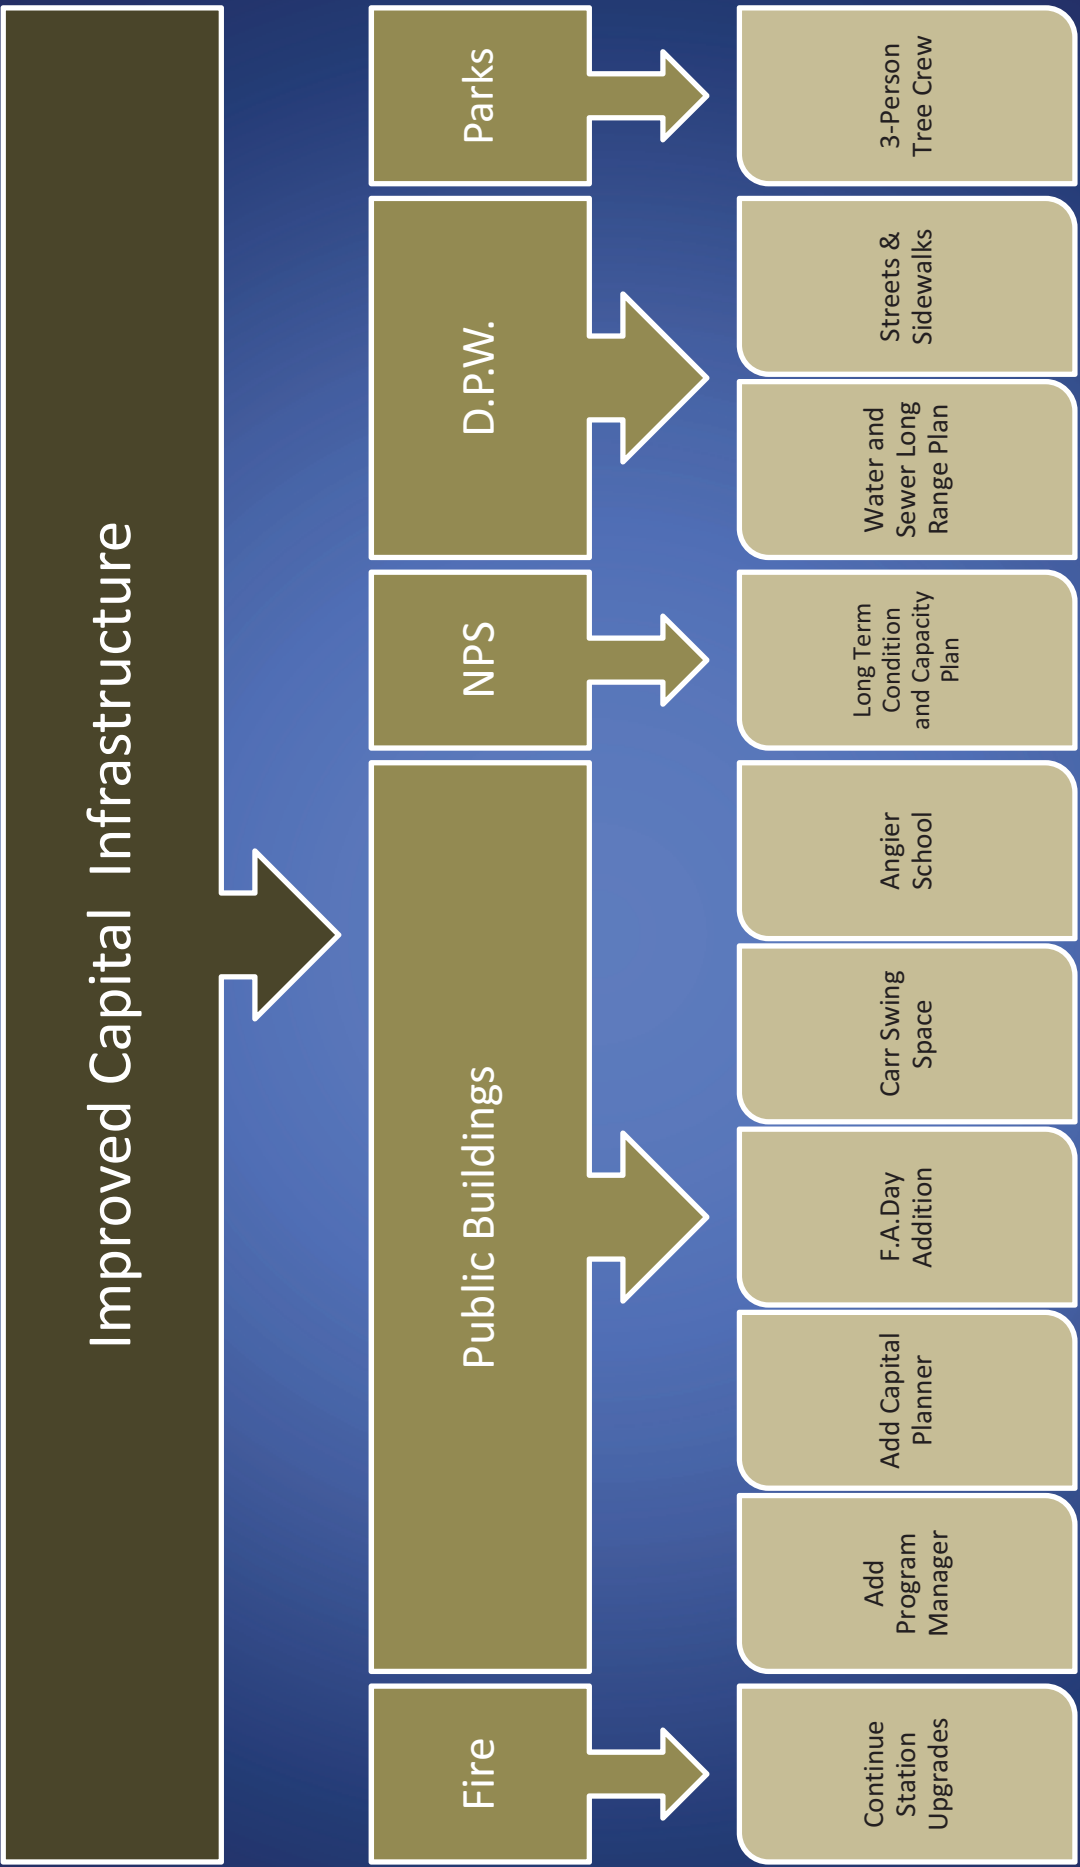 Improved Capital Infrastructure
Fire
Public Buildings
NPS
D.P.W.
Parks
Continue
Station
Upgrades
Add
Program
Manager
Add Capital
Planner
F.A.Day
Addition
Carr Swing
Space
Angier
School
Long Term
Condition
and Capacity
Plan
Water and
Sewer Long
Range Plan
Streets &
Sidewalks
3-Person
Tree Crew